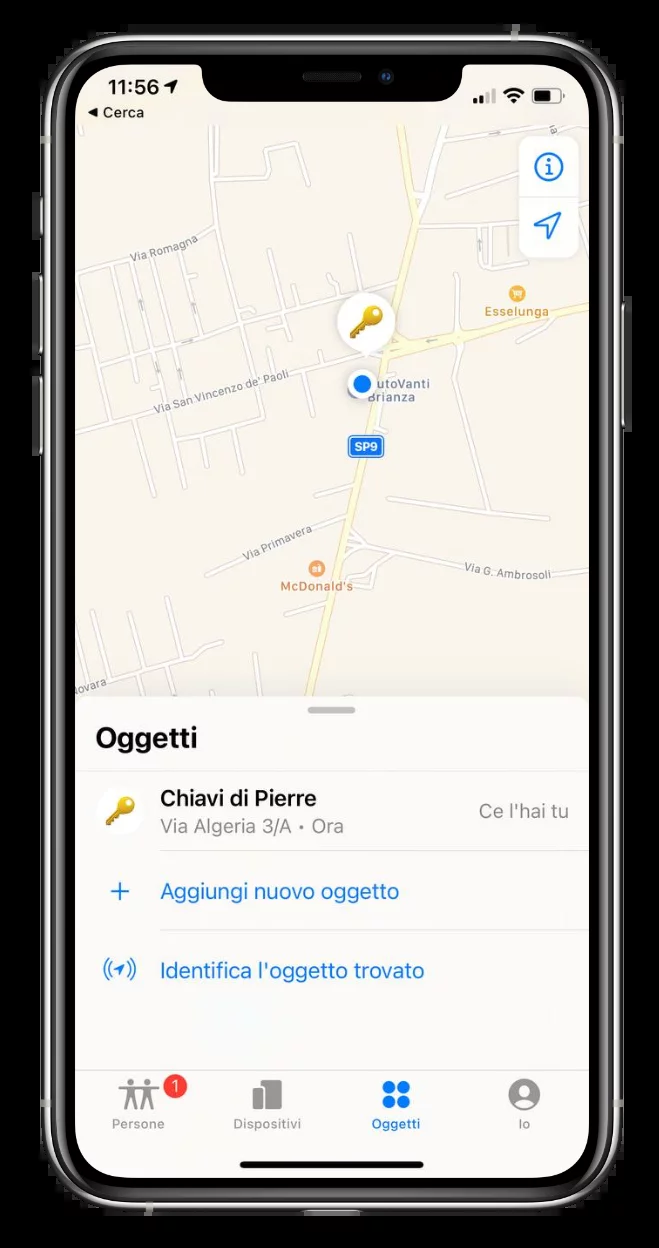 11:56
Cerca
Via Romagna
Esselunga
Via San Vincenzo de' Paoli
utoVanti
Brianza
SP9
Via Primavera
Via G. Ambrosoli
McDonald's
ovara
Oggetti
Chiavi di Pierre
Via Algeria 3/A • Ora
Ce l'hai tu
Aggiungi nuovo oggetto
Identifica l'oggetto trovato
1
Persone
Dispositivi
Oggetti
Io